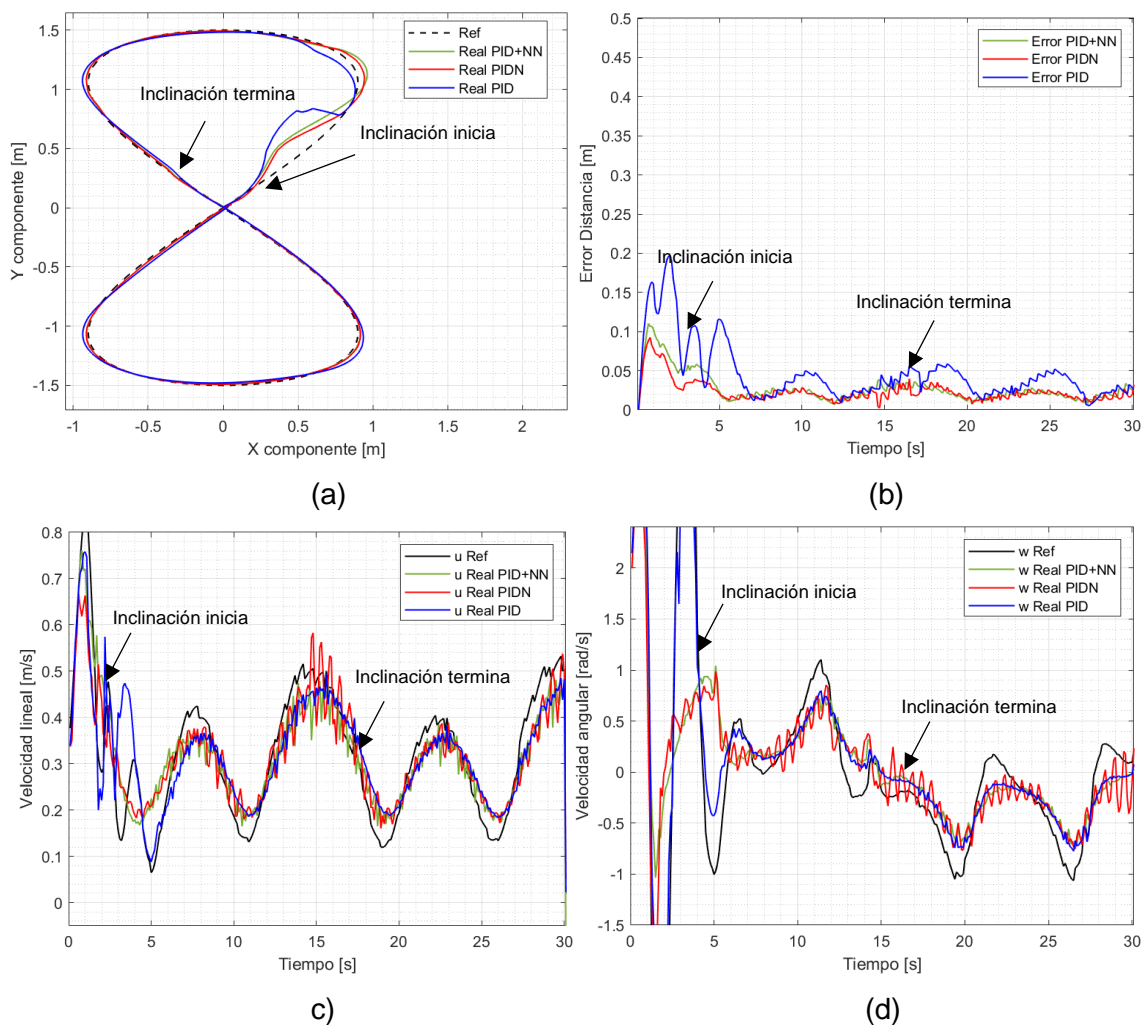 1.5
1
0.5
0
-0.5
-1
-1.5
-1
-0.5
0
0.5
1
1.5
2
Y componente [m]
X componente [m]
Ref
Real PID+NN
Real PIDN
Real PID
Inclinación termina
Inclinación inicia
(a)
0.5
0.45
0.4
0.35
0.3
0.25
0.2
0.15
0.1
0.05
0
5
10
15
20
25
30
Error Distancia [m]
Tiempo [s]
Error PID+NN
Error PIDN
Error PID
Inclinación inicia
Inclinación termina
(b)
0.8
0.7
0.6
0.5
0.4
0.3
0.2
0.1
0
0
5
10
15
20
25
30
Velocidad lineal [m/s]
Tiempo [s]
u Ref
u Real PID+NN
u Real PIDN
u Real PID
Inclinación inicia
Inclinación termina
c)
2
1.5
1
0.5
0
-0.5
-1
-1.5
0
5
10
15
20
25
30
Velocidad angular [rad/s]
Tiempo [s]
w Ref
w Real PID+NN
w Real PIDN
w Real PID
Inclinación inicia
Inclinación termina
(d)